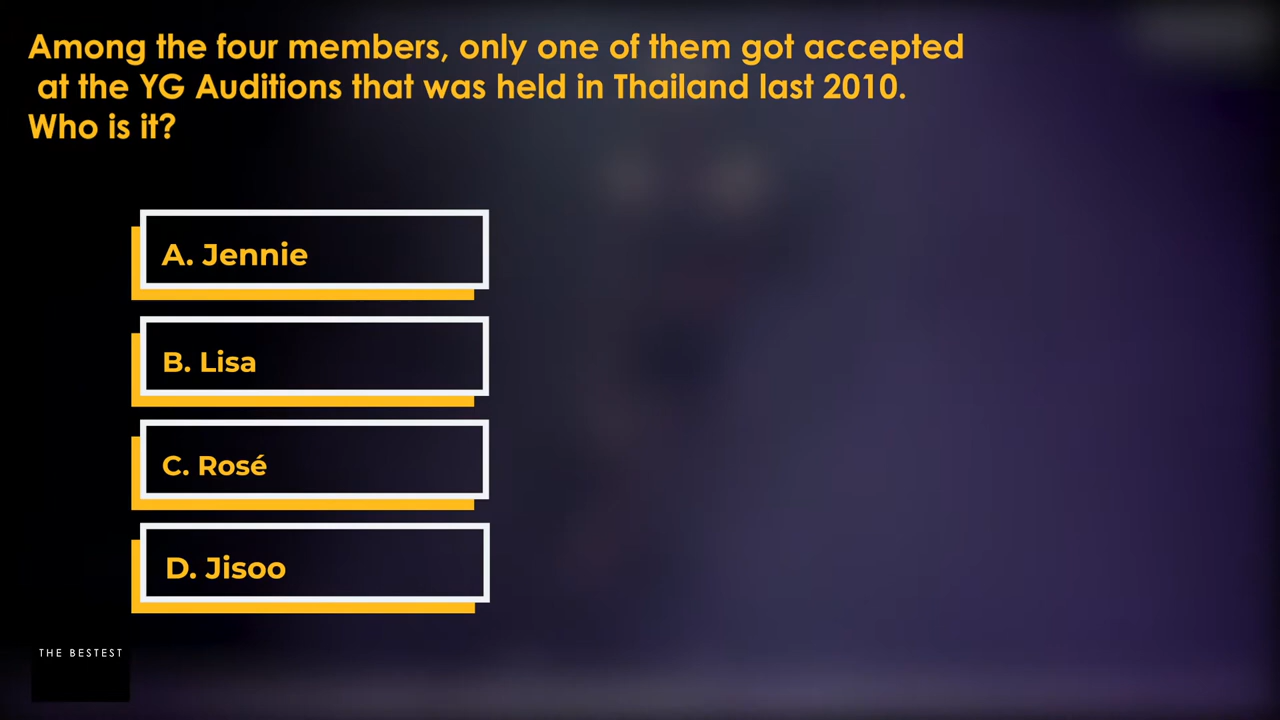 Among the four members, only one of them got accepted
at the YG Auditions that was held in Thailand last 2010.
Who is it?
A. Jennie
B. Lisa
C. Rosé
D. Jisoo
THE BESTEST